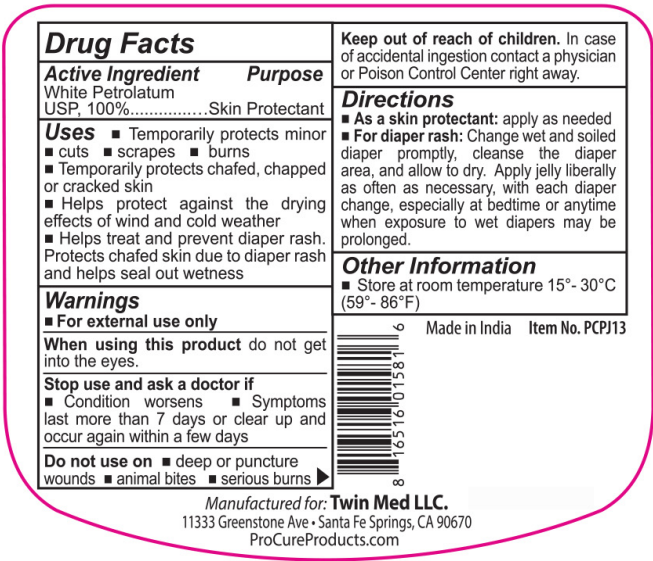 Drug Facts
Active Ingredient Purpose
White Petrolatum
USP, 100%...............Skin Protectant
Uses ■ Temporarily protects minor
■ cuts ■ scrapes ■ burns
■ Temporarily protects chafed, chapped
or cracked skin
■ Helps protect against the drying
effects of wind and cold weather
■ Helps treat and prevent diaper rash.
Protects chafed skin due to diaper rash
and helps seal out wetness
Warnings
■ For external use only
When using this product do not get
into the eyes.
Stop use and ask a doctor if
■ Condition worsens ■ Symptoms
last more than 7 days or clear up and
occur again within a few days
Do not use on ■ deep or puncture
wounds ■ animal bites ■ serious burns ▶
Keep out of reach of children. In case
of accidental ingestion contact a physician
or Poison Control Center right away.
Directions
■ As a skin protectant: apply as needed
■ For diaper rash: Change wet and soiled
diaper promptly, cleanse the diaper
area, and allow to dry. Apply jelly liberally
as often as necessary, with each diaper
change, especially at bedtime or anytime
when exposure to wet diapers may be
prolonged.
Other Information
■ Store at room temperature 15°- 30°C
(59°- 86°F)
8 16516 01581 6
Made in India Item No. PCPJ13
Manufactured for: Twin Med LLC.
11333 Greenstone Ave • Santa Fe Springs, CA 90670
ProCureProducts.com